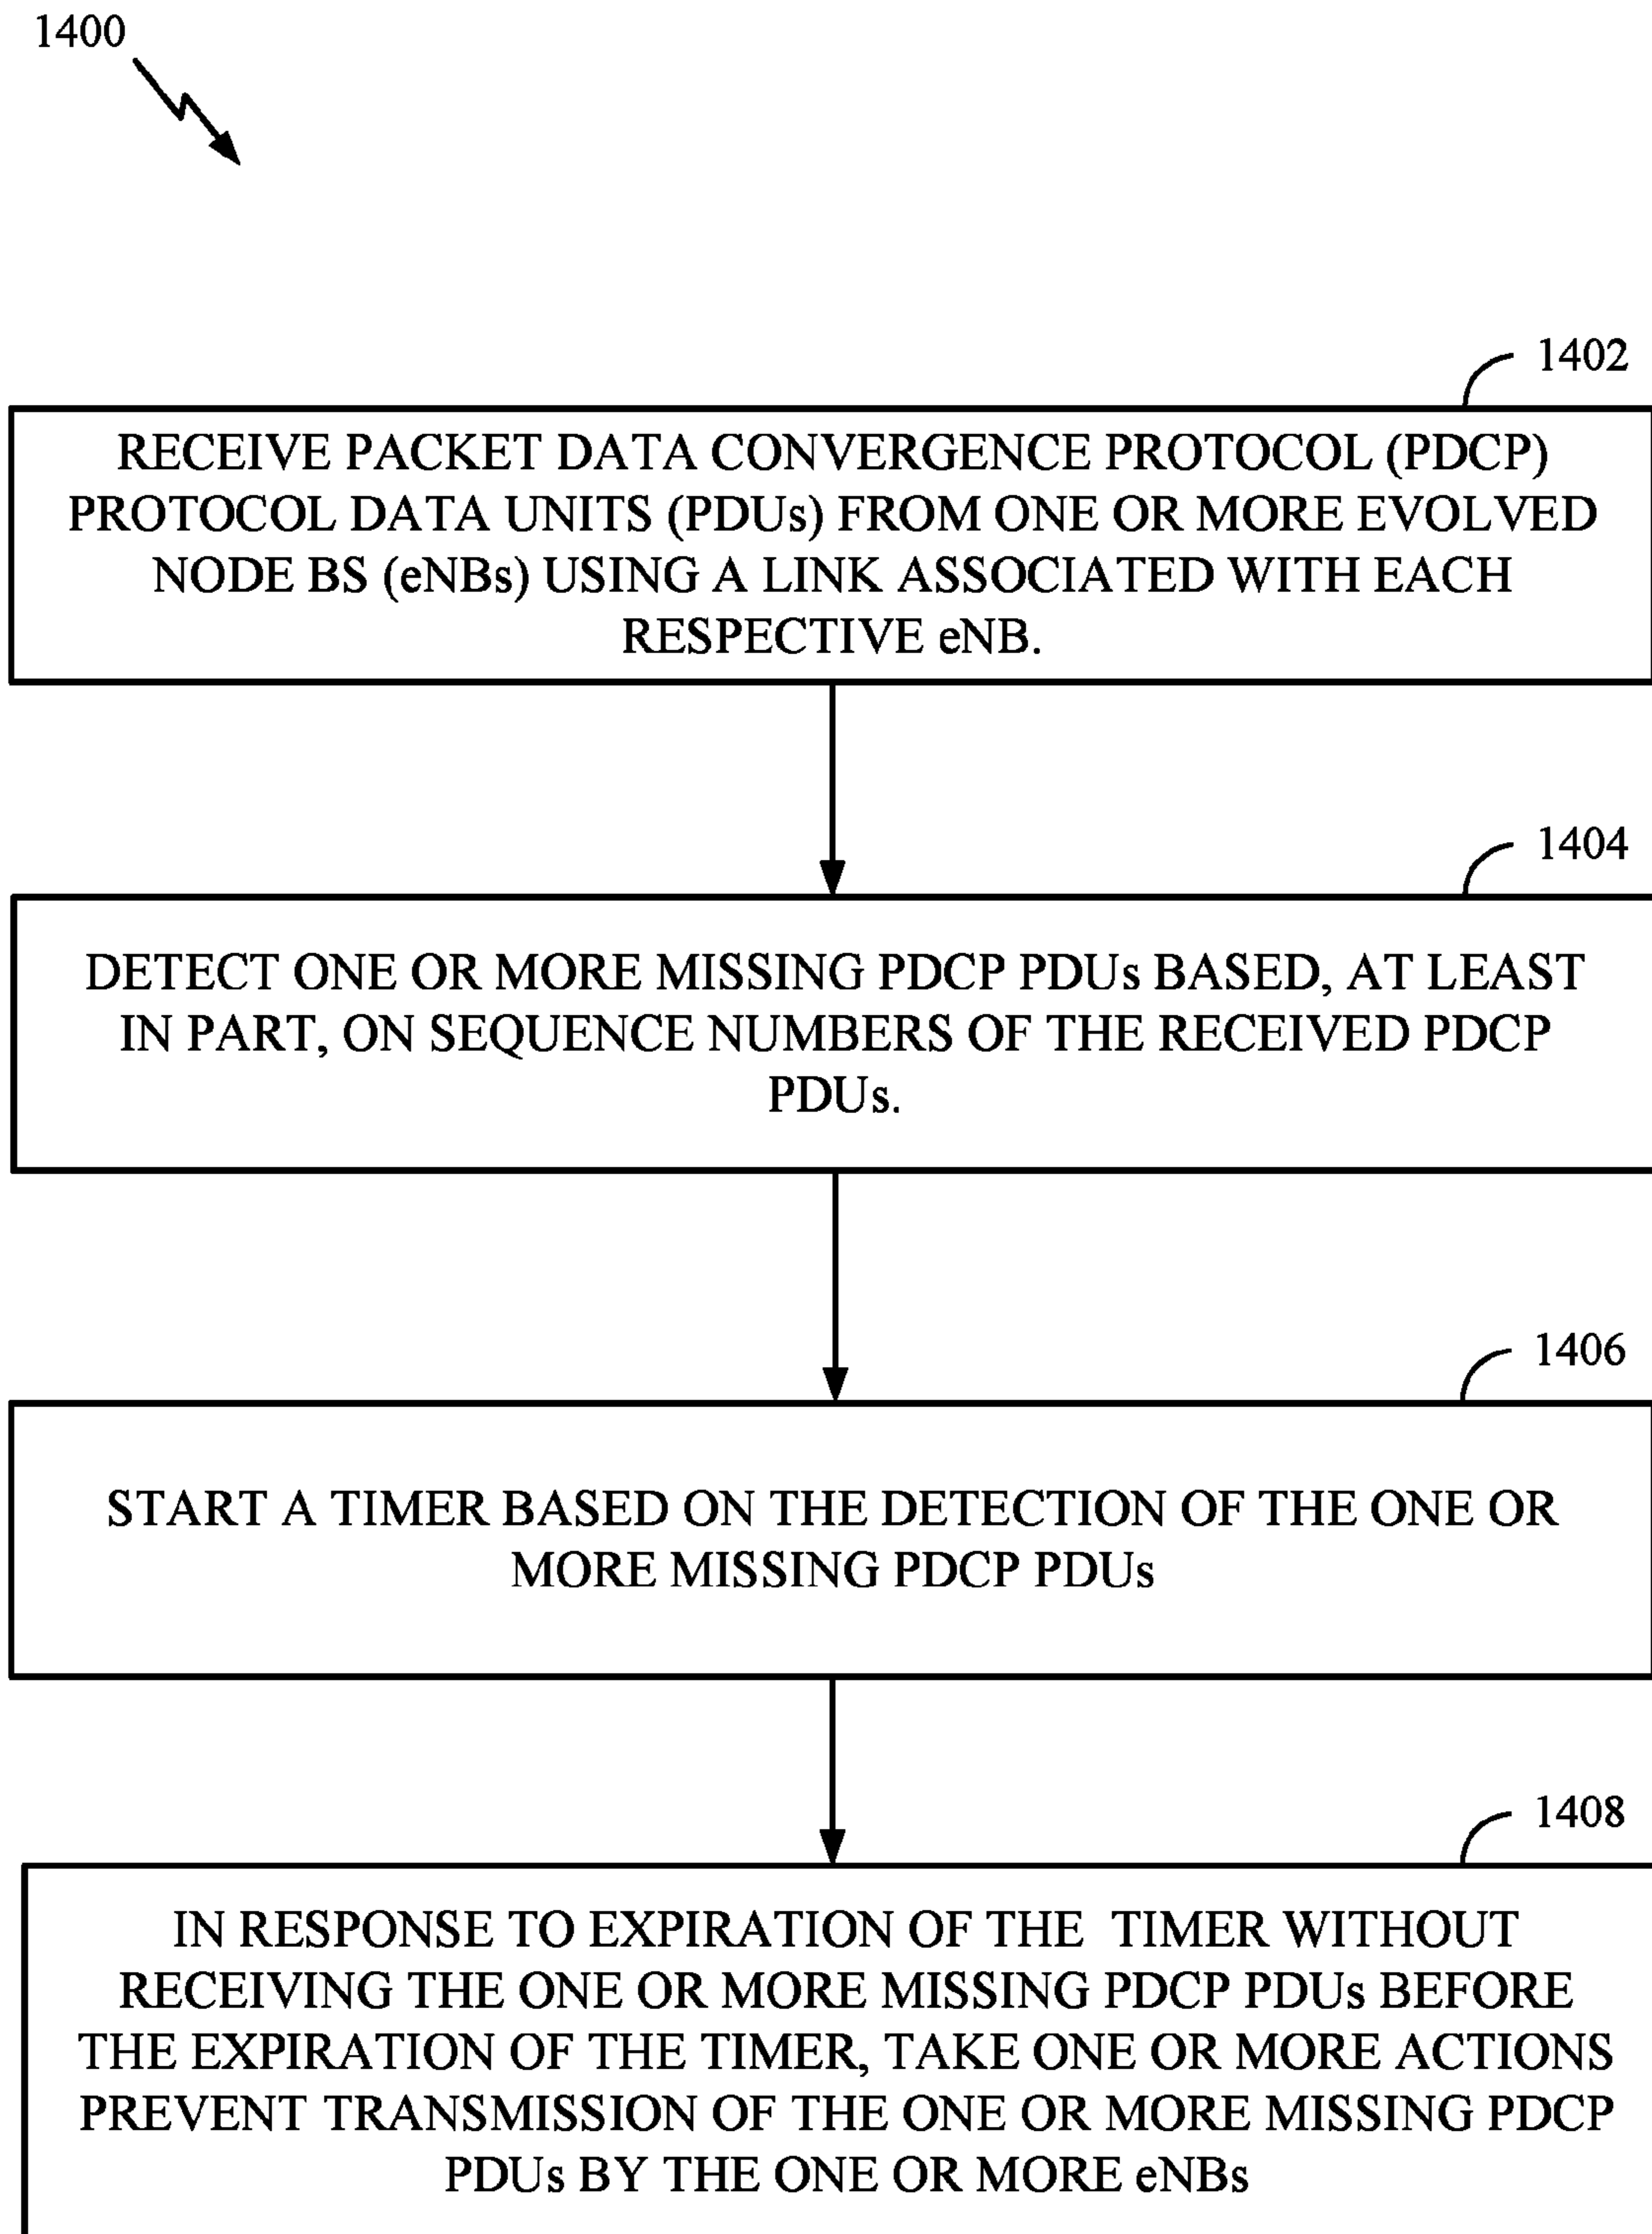 1400
1402
RECEIVE PACKET DATA CONVERGENCE PROTOCOL (PDCP)
PROTOCOL DATA UNITS (PDUs) FROM ONE OR MORE EVOLVED
NODE BS (eNBs) USING A LINK ASSOCIATED WITH EACH
RESPECTIVE eNB.
1404
DETECT ONE OR MORE MISSING PDCP PDUs BASED, AT LEAST
IN PART, ON SEQUENCE NUMBERS OF THE RECEIVED PDCP
PDUs.
1406
START A TIMER BASED ON THE DETECTION OF THE ONE OR
MORE MISSING PDCP PDUs
1408
IN RESPONSE TO EXPIRATION OF THE TIMER WITHOUT
RECEIVING THE ONE OR MORE MISSING PDCP PDUs BEFORE
THE EXPIRATION OF THE TIMER, TAKE ONE OR MORE ACTIONS
PREVENT TRANSMISSION OF THE ONE OR MORE MISSING PDCP
PDUs BY THE ONE OR MORE eNBs